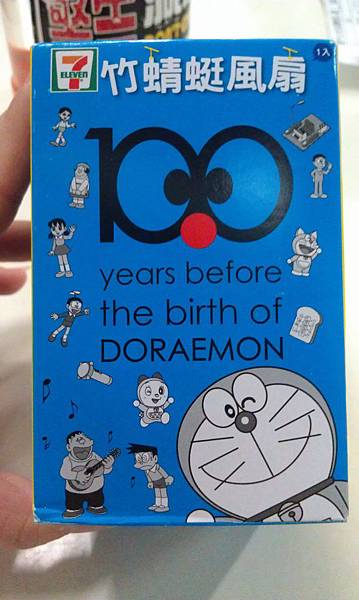 7
ELEVEN
竹蜻蜓風扇
1入
100
years before
the birth of
DORAEMON